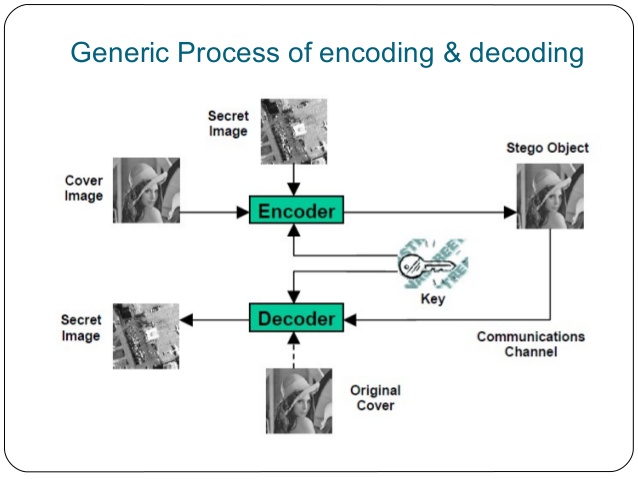 Generic Process of encoding & decoding
Secret
Image
Stego Object
Cover
Image
Encoder
Key
Secret
Image
Decoder
Communications
Channel
Original
Cover